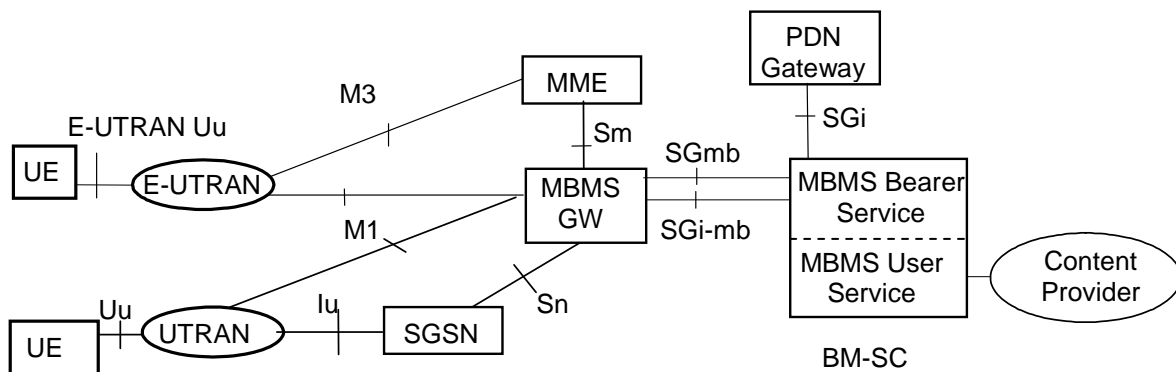 PDN
Gateway
MME
M3
SGi
E-UTRAN Uu
Sm
SGmb
UE
E-UTRAN
MBMS
GW
MBMS Bearer
Service
M1
SGi-mb
MBMS User
Service
Content
Provider
Uu
Iu
Sn
UE
UTRAN
SGSN
BM-SC